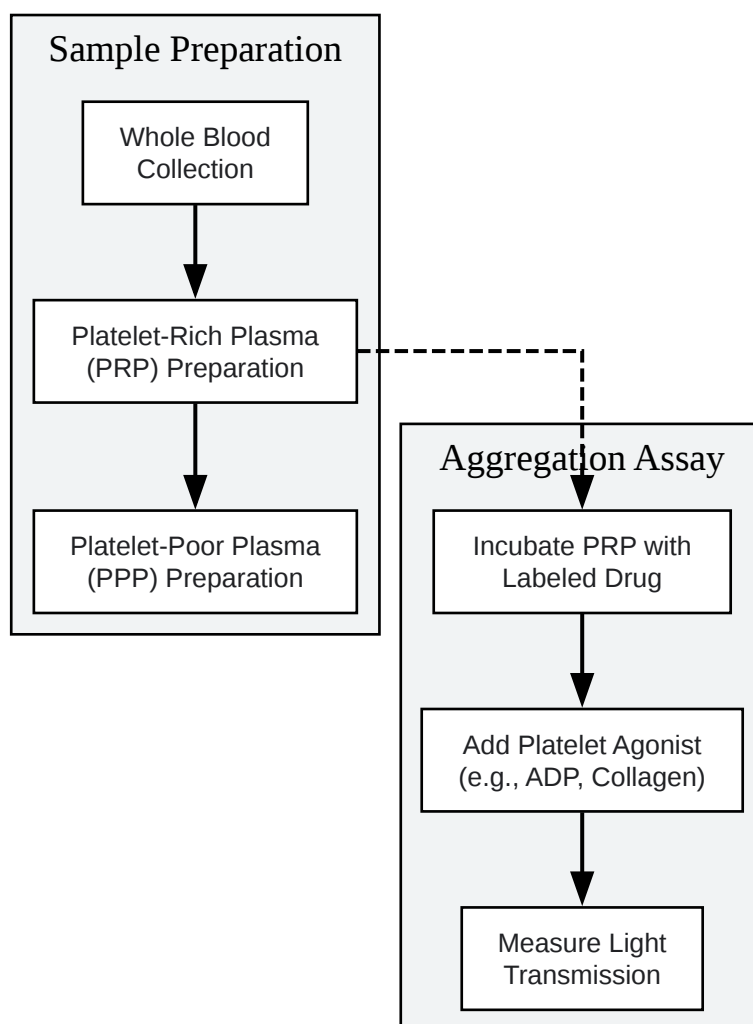 Sample Preparation
Whole Blood
Collection
Platelet-Rich Plasma
(PRP) Preparation
Platelet-Poor Plasma
(PPP) Preparation
Aggregation Assay
Incubate PRP with
Labeled Drug
Add Platelet Agonist
(e.g., ADP, Collagen)
Measure Light
Transmission